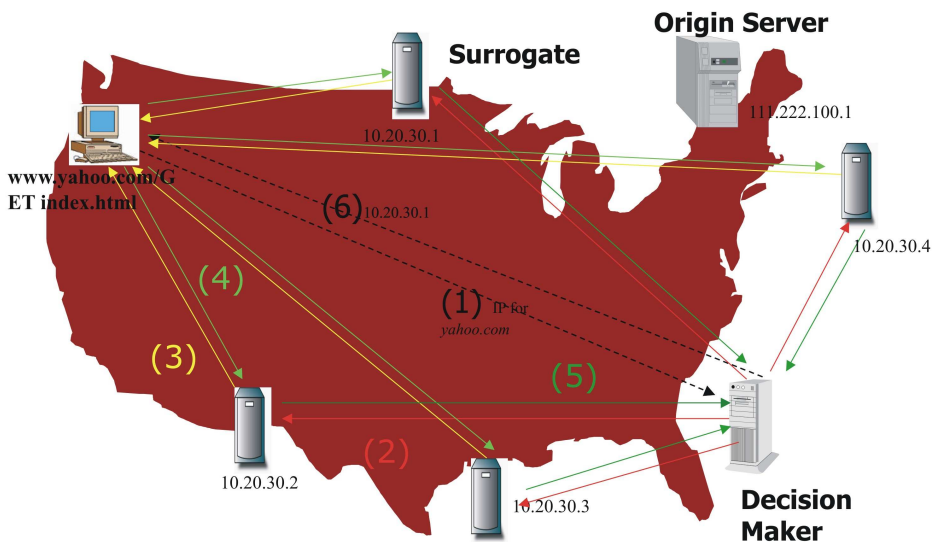 Origin Server
Surrogate
111.222.100.1
10.20.30.1
www.yahoo.com/G
ET index.html
(6) 10.20.30.1
10.20.30.4
(4)
(1) IP for
yahoo.com
(3)
(5)
(2)
10.20.30.2
10.20.30.3
Decision
Maker